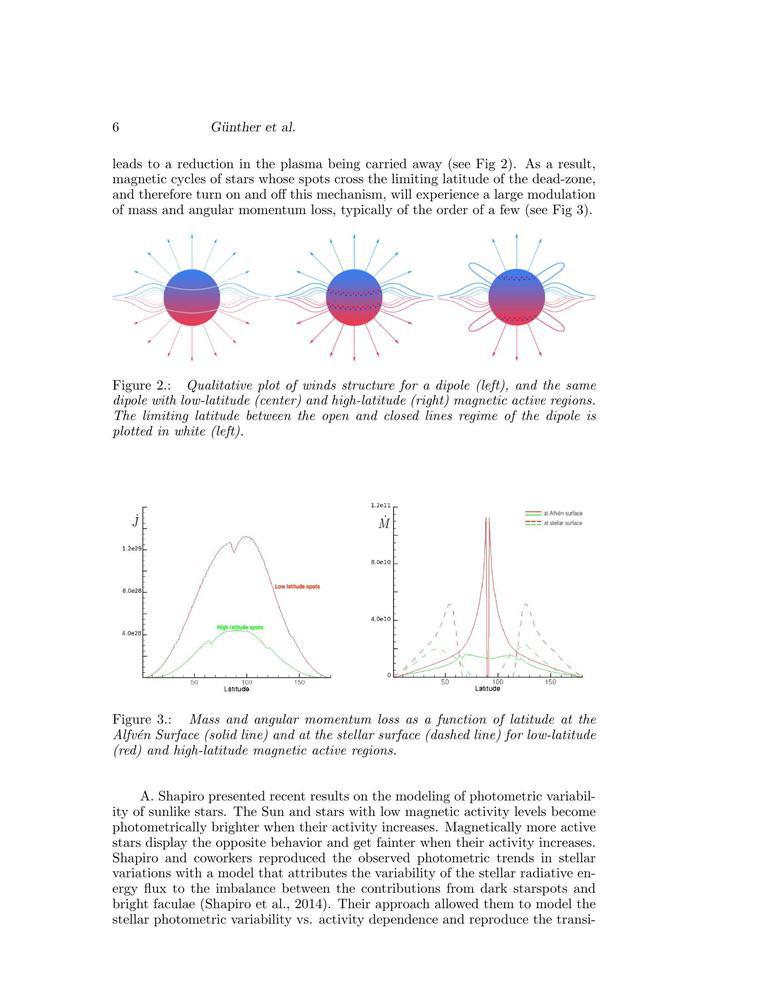 6 Günther et al.
leads to a reduction in the plasma being carried away (see Fig 2). As a result,
magnetic cycles of stars whose spots cross the limiting latitude of the dead-zone,
and therefore turn on and off this mechanism, will experience a large modulation
of mass and angular momentum loss, typically of the order of a few (see Fig 3).
Figure 2.: Qualitative plot of winds structure for a dipole (left), and the same
dipole with low-latitude (center) and high-latitude (right) magnetic active regions.
The limiting latitude between the open and closed lines regime of the dipole is
plotted in white (left).
J̇
1.2e29
8.0e28
4.0e28
Low latitude spots
High latitude spots
50 100 150
Latitude
1.2e11
Ṁ
8.0e10
4.0e10
0
at Alfvén surface
at stellar surface
50 100 150
Latitude
Figure 3.: Mass and angular momentum loss as a function of latitude at the
Alfvén Surface (solid line) and at the stellar surface (dashed line) for low-latitude
(red) and high-latitude magnetic active regions.
A. Shapiro presented recent results on the modeling of photometric variabil-
ity of sunlike stars. The Sun and stars with low magnetic activity levels become
photometrically brighter when their activity increases. Magnetically more active
stars display the opposite behavior and get fainter when their activity increases.
Shapiro and coworkers reproduced the observed photometric trends in stellar
variations with a model that attributes the variability of the stellar radiative en-
ergy flux to the imbalance between the contributions from dark starspots and
bright faculae (Shapiro et al., 2014). Their approach allowed them to model the
stellar photometric variability vs. activity dependence and reproduce the transi-